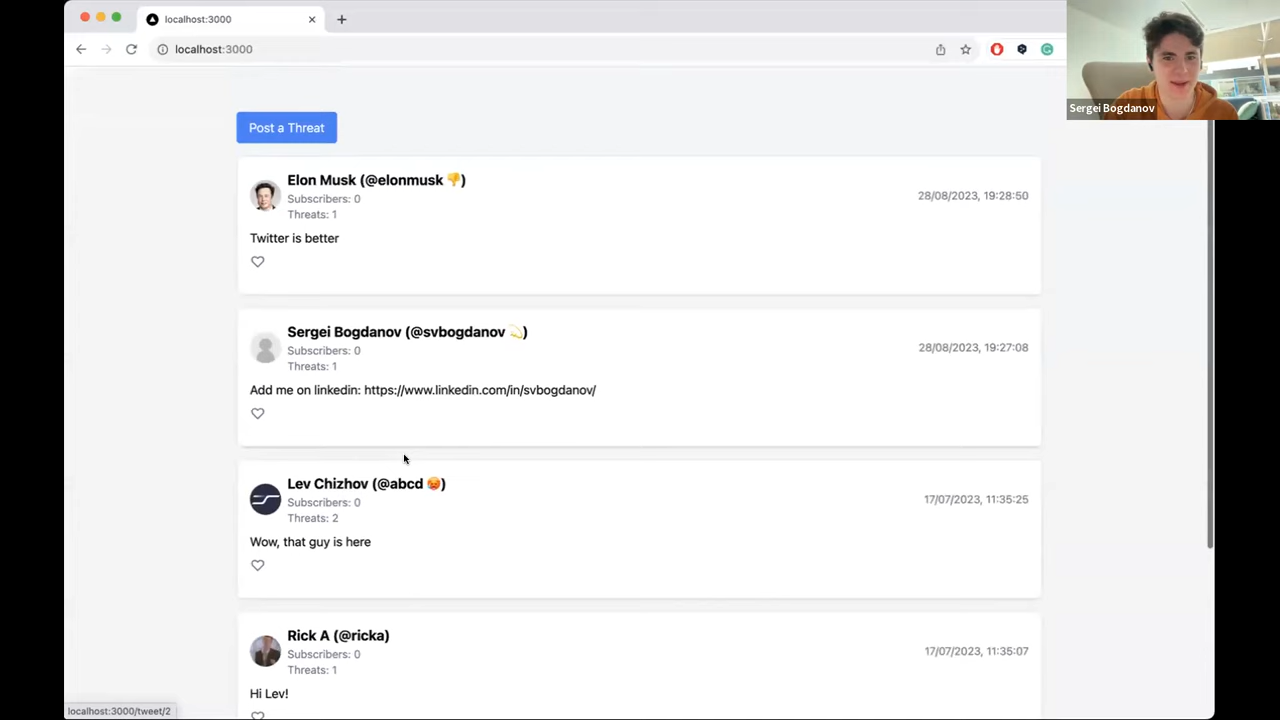 localhost:3000
localhost:3000
Sergei Bogdanov
Post a Threat
Elon Musk (@elonmusk 👎)
Subscribers: 0
Threats: 1
28/08/2023, 19:28:50
Twitter is better
Sergei Bogdanov (@svbogdanov 💫)
Subscribers: 0
Threats: 1
28/08/2023, 19:27:08
Add me on linkedin: https://www.linkedin.com/in/svbogdanov/
Lev Chizhov (@abcd 🥵)
Subscribers: 0
Threats: 2
17/07/2023, 11:35:25
Wow, that guy is here
Rick A (@ricka)
Subscribers: 0
Threats: 1
17/07/2023, 11:35:07
Hi Lev!
localhost:3000/tweet/2